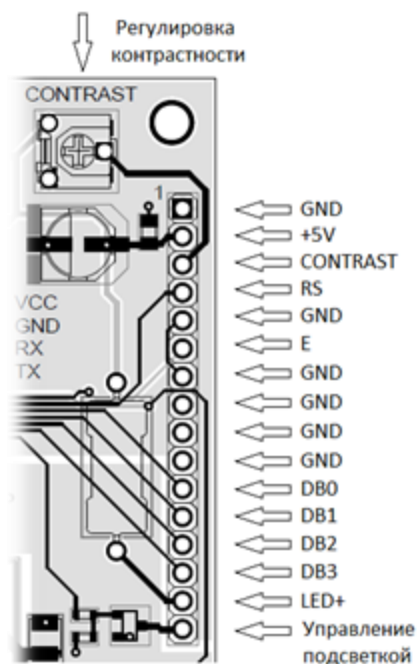 Регулировка
контрастности
CONTRAST
1
GND
+5V
CONTRAST
RS
GND
E
GND
GND
GND
GND
DB0
DB1
DB2
DB3
LED+
Управление
подсветкой
VCC
GND
RX
TX